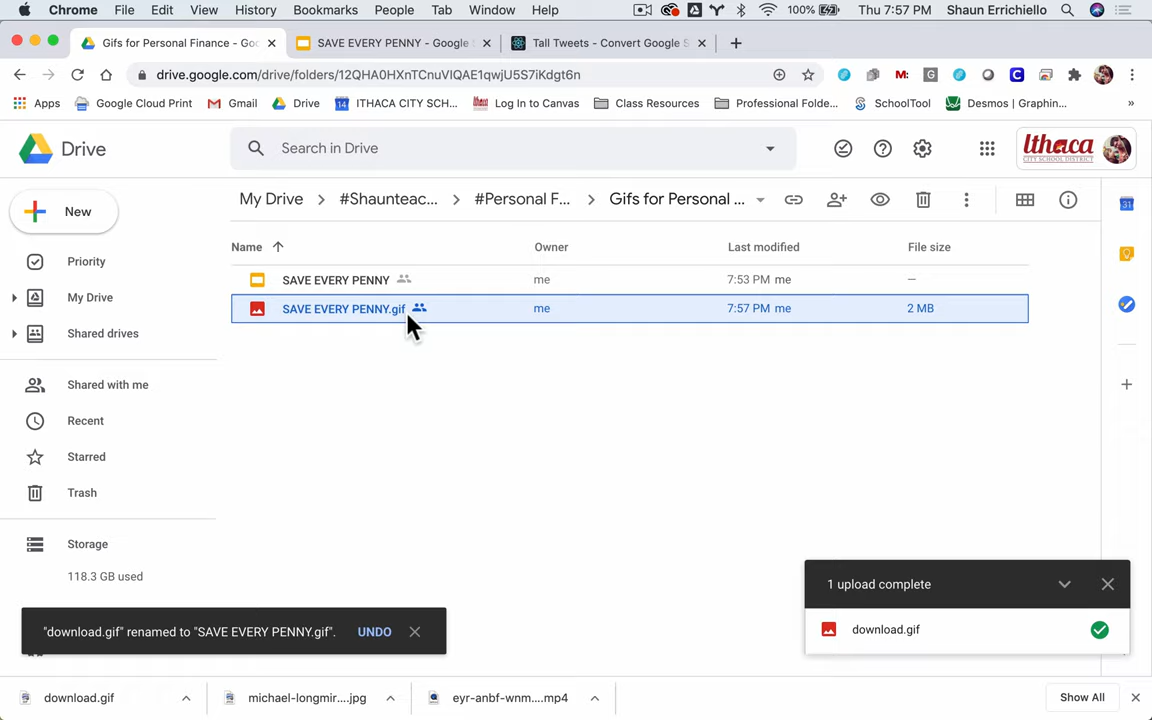 Chrome File Edit View History Bookmarks People Tab Window Help 100% Thu 7:57 PM Shaun Errichiello
Gifs for Personal Finance - Goo SAVE EVERY PENNY - Google S Tall Tweets - Convert Google S
drive.google.com/drive/folders/12QHA0HXnTCnuVIQAE1qwjU5S7iKdgt6n
Apps Google Cloud Print Gmail Drive 14 ITHACA CITY SCH... Log In to Canvas Class Resources Professional Folde... SchoolTool Desmos | Graphin... »
Drive Search in Drive Ithaca
CITY SCHOOL DISTRICT
New My Drive #Shaunteac... #Personal F... Gifs for Personal ...
31
Name Owner Last modified File size
Priority
SAVE EVERY PENNY me 7:53 PM me —
My Drive
SAVE EVERY PENNY.gif me 7:57 PM me 2 MB
Shared drives
Shared with me
Recent
Starred
Trash
Storage
118.3 GB used
1 upload complete
download.gif
"download.gif" renamed to "SAVE EVERY PENNY.gif". UNDO
download.gif michael-longmir....jpg eyr-anbf-wnm....mp4 Show All